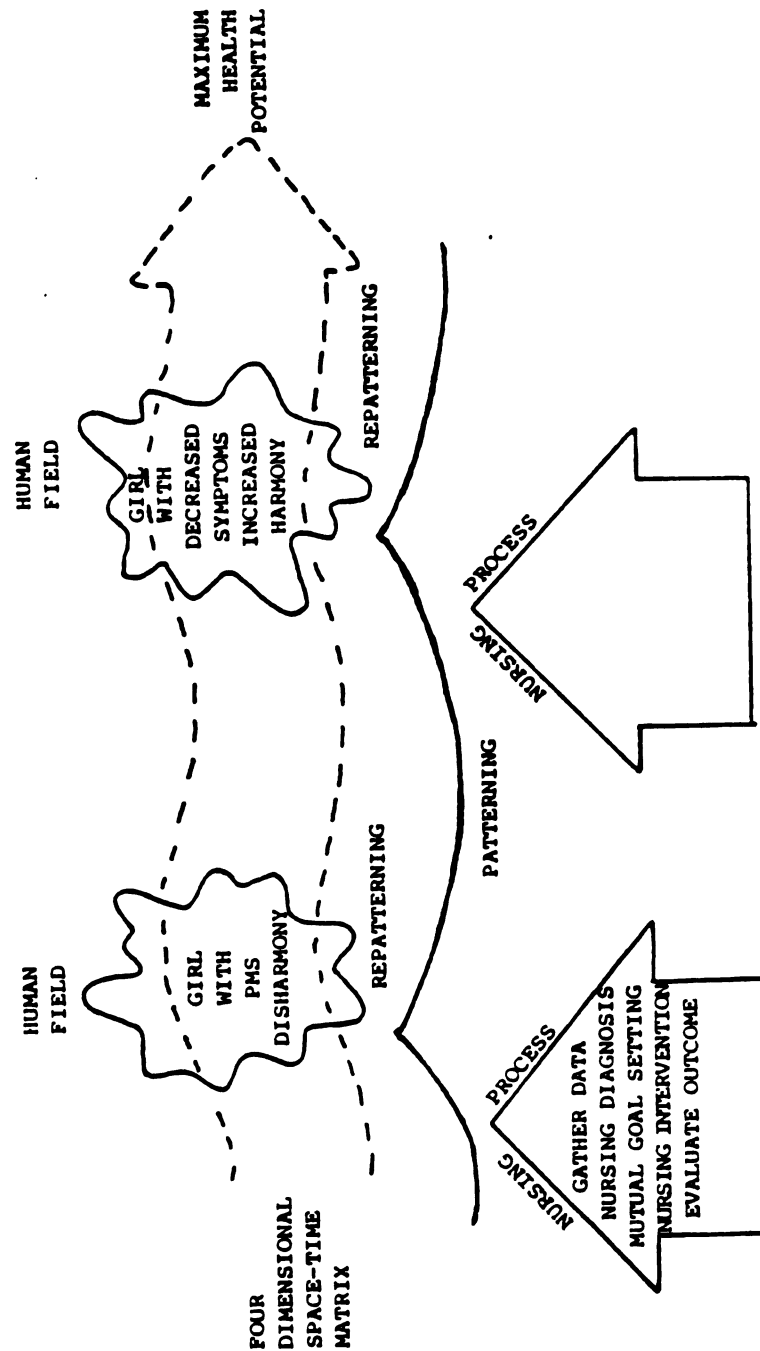 HUMAN
FIELD
HUMAN
FIELD
MAXIMUM
HEALTH
POTENTIAL
FOUR
DIMENSIONAL
SPACE-TIME
MATRIX
GIRL
WITH
PMS
DISHARMONY
GIRL
WITH
DECREASED
SYMPTOMS
INCREASED
HARMONY
REPATTERNING
REPATTERNING
PATTERNING
NURSING PROCESS
GATHER DATA
NURSING DIAGNOSIS
MUTUAL GOAL SETTING
NURSING INTERVENTION
EVALUATE OUTCOME
NURSING PROCESS